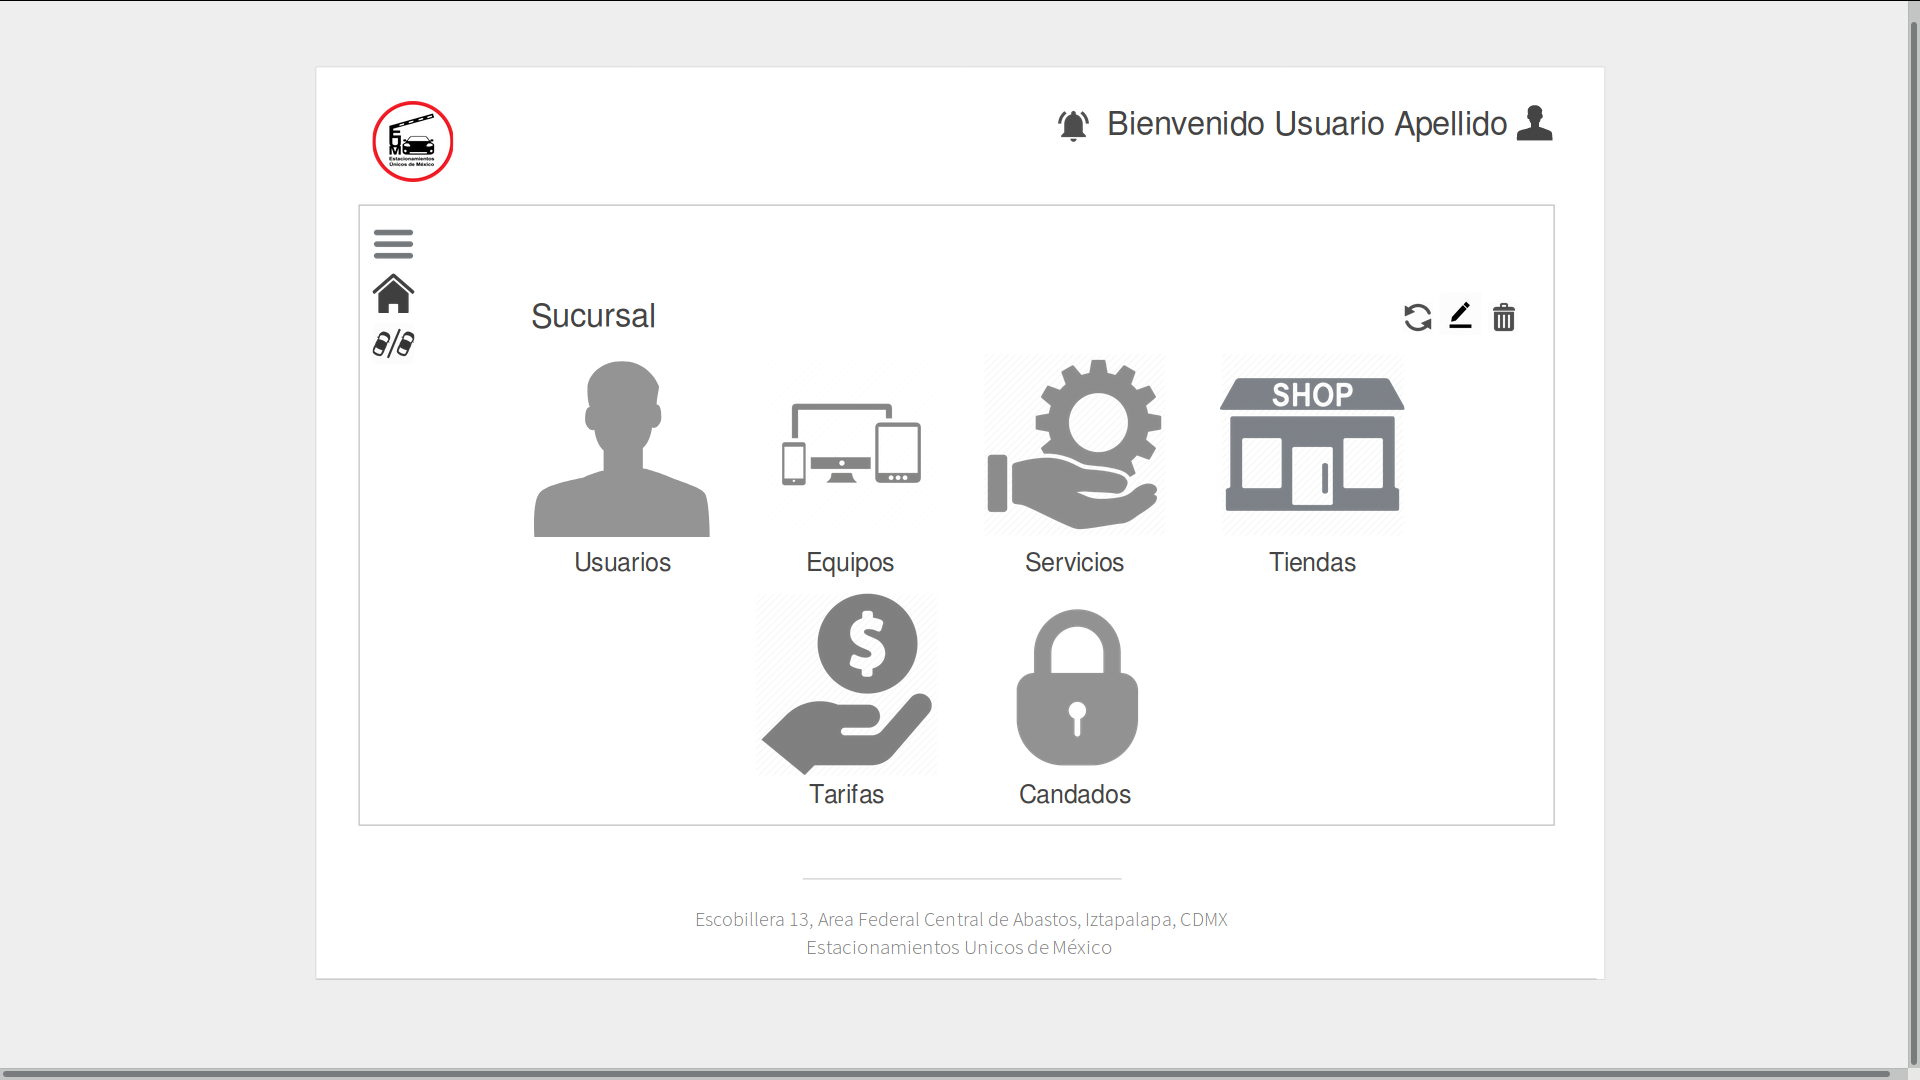 EUM
Estacionamientos
Únicos de México
Bienvenido Usuario Apellido
Sucursal
SHOP
Usuarios
Equipos
Servicios
Tiendas
$
Tarifas
Candados
Escobillera 13, Area Federal Central de Abastos, Iztapalapa, CDMX
Estacionamientos Unicos de México